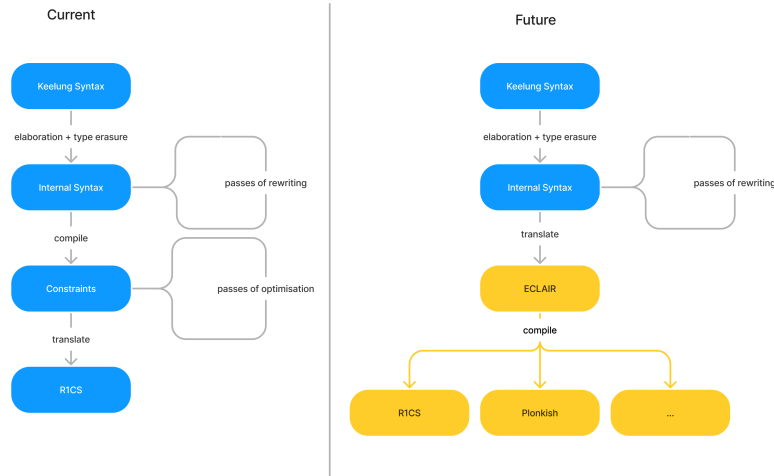 Current
Keelung Syntax
elaboration + type erasure
Internal Syntax
passes of rewriting
compile
Constraints
passes of optimisation
translate
R1CS
Future
Keelung Syntax
elaboration + type erasure
Internal Syntax
passes of rewriting
translate
ECLAIR
compile
R1CS
Plonkish
...